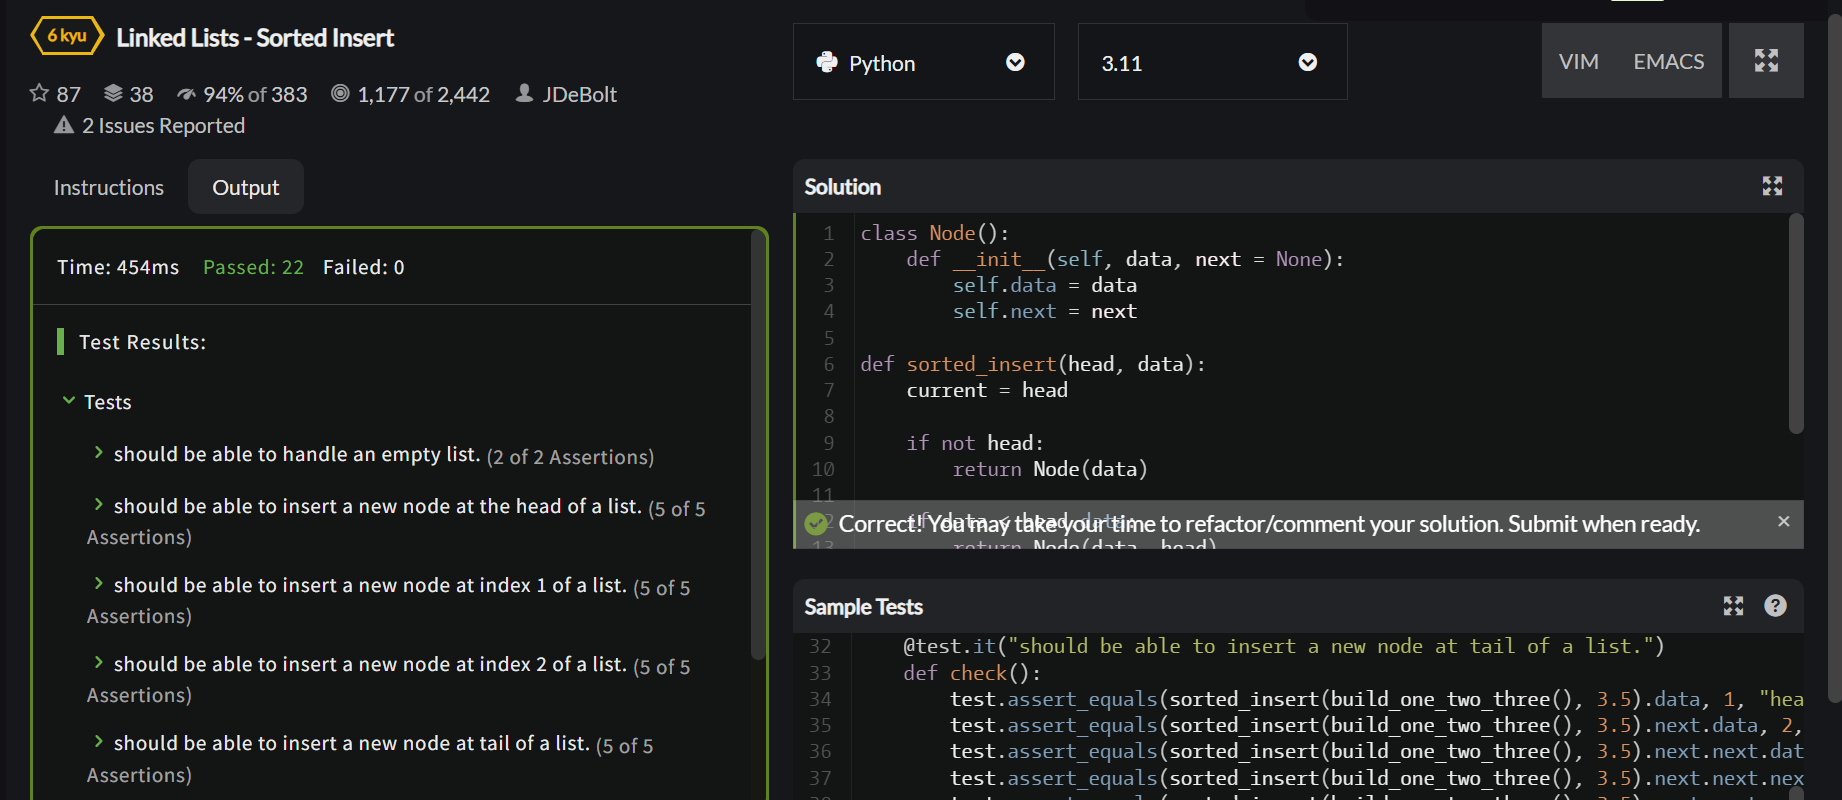 6 kyu Linked Lists - Sorted Insert
87 38 94% of 383 1,177 of 2,442 JDeBolt
2 Issues Reported
Instructions Output
Time: 454ms Passed: 22 Failed: 0
Test Results:
Tests
should be able to handle an empty list. (2 of 2 Assertions)
should be able to insert a new node at the head of a list. (5 of 5
Assertions)
should be able to insert a new node at index 1 of a list. (5 of 5
Assertions)
should be able to insert a new node at index 2 of a list. (5 of 5
Assertions)
should be able to insert a new node at tail of a list. (5 of 5
Assertions)
Python 3.11 VIM EMACS
Solution
1 class Node():
2     def __init__(self, data, next = None):
3         self.data = data
4         self.next = next
5
6 def sorted_insert(head, data):
7     current = head
8
9     if not head:
10         return Node(data)
11
12     if data < head.data:
Correct! You may take your time to refactor/comment your solution. Submit when ready.
13         return Node(data, head)
Sample Tests
32     @test.it("should be able to insert a new node at tail of a list.")
33     def check():
34         test.assert_equals(sorted_insert(build_one_two_three(), 3.5).data, 1, "hea
35         test.assert_equals(sorted_insert(build_one_two_three(), 3.5).next.data, 2,
36         test.assert_equals(sorted_insert(build_one_two_three(), 3.5).next.next.dat
37         test.assert_equals(sorted_insert(build_one_two_three(), 3.5).next.next.nex